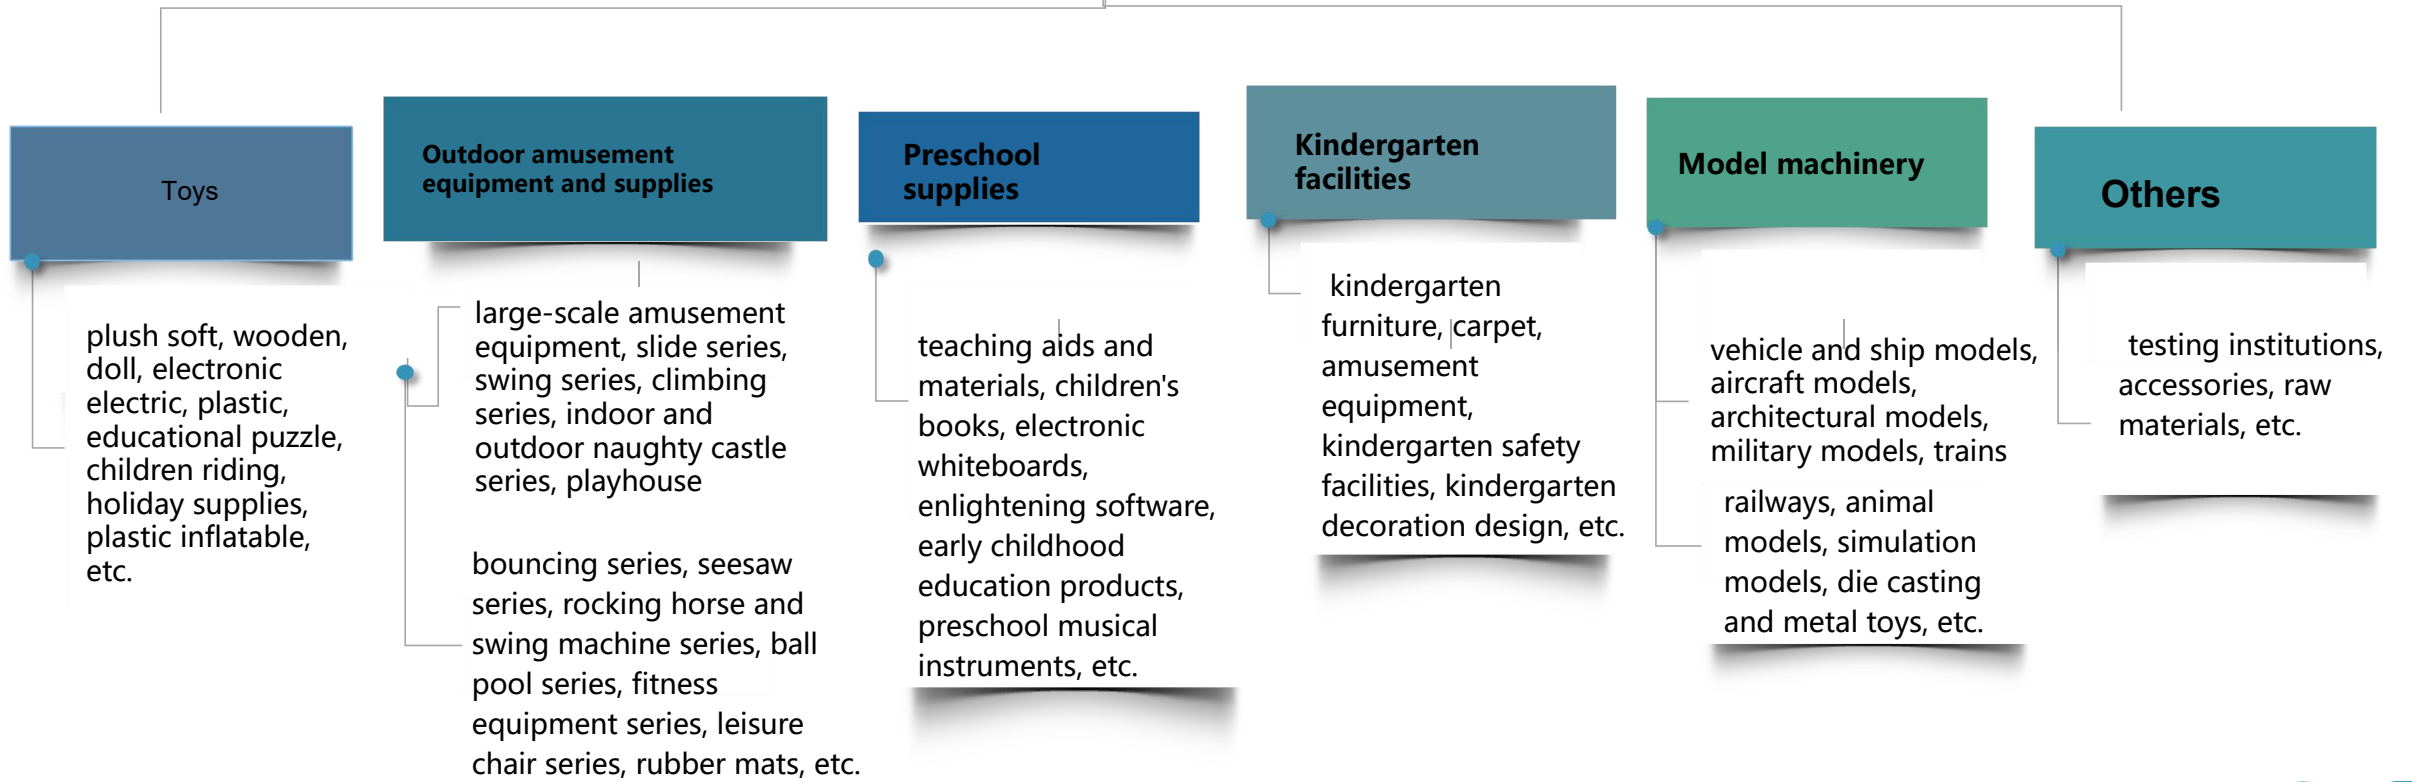 Toys
plush soft, wooden,
doll, electronic
electric, plastic,
educational puzzle,
children riding,
holiday supplies,
plastic inflatable,
etc.
Outdoor amusement
equipment and supplies
large-scale amusement
equipment, slide series,
swing series, climbing
series, indoor and
outdoor naughty castle
series, playhouse
bouncing series, seesaw
series, rocking horse and
swing machine series, ball
pool series, fitness
equipment series, leisure
chair series, rubber mats, etc.
Preschool
supplies
teaching aids and
materials, children's
books, electronic
whiteboards,
enlightening software,
early childhood
education products,
preschool musical
instruments, etc.
Kindergarten
facilities
kindergarten
furniture, carpet,
amusement
equipment,
kindergarten safety
facilities, kindergarten
decoration design, etc.
Model machinery
vehicle and ship models,
aircraft models,
architectural models,
military models, trains
railways, animal
models, simulation
models, die casting
and metal toys, etc.
Others
testing institutions,
accessories, raw
materials, etc.